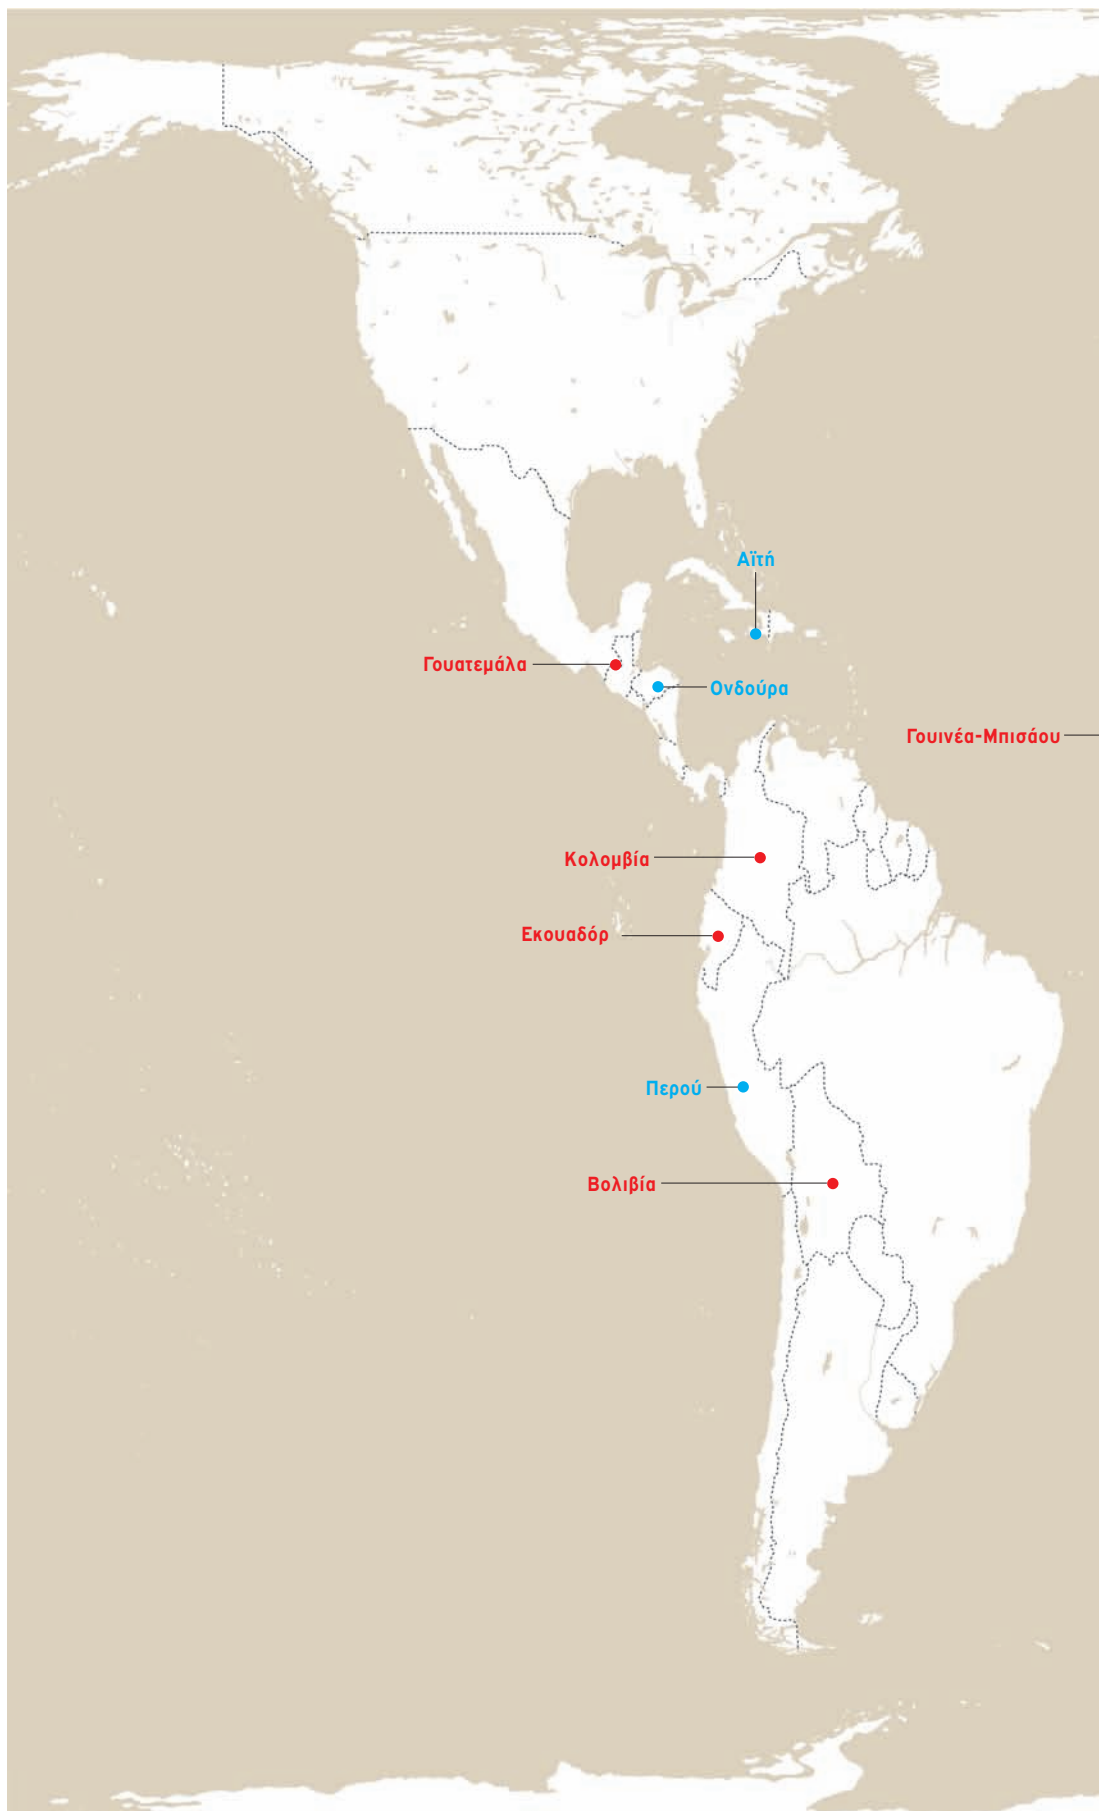 Αϊτή
Γουατεμάλα
Ονδούρα
Γουινέα-Μπισάου
Κολομβία
Εκουαδόρ
Περού
Βολιβία